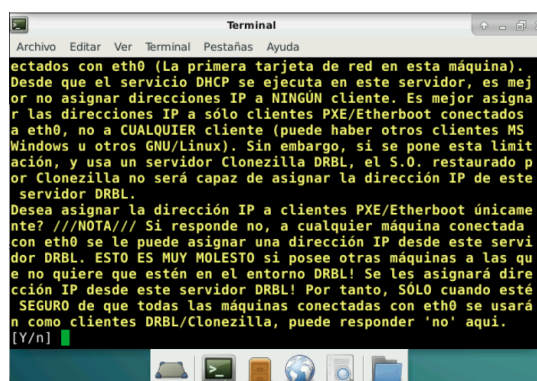 Terminal
Archivo Editar Ver Terminal Pestañas Ayuda
ectados con eth0 (La primera tarjeta de red en esta máquina).
Desde que el servicio DHCP se ejecuta en este servidor, es mej
or no asignar direcciones IP a NINGÚN cliente. Es mejor asigna
r las direcciones IP a sólo clientes PXE/Etherboot conectados
a eth0, no a CUALQUIER cliente (puede haber otros clientes MS
Windows u otros GNU/Linux). Sin embargo, si se pone esta limit
ación, y usa un servidor Clonezilla DRBL, el S.O. restaurado p
or Clonezilla no será capaz de asignar la dirección IP de este
servidor DRBL.
Desea asignar la dirección IP a clientes PXE/Etherboot únicame
nte? ///NOTA/// Si responde no, a cualquier máquina conectada
con eth0 se le puede asignar una dirección IP desde este servi
dor DRBL. ESTO ES MUY MOLESTO si posee otras máquinas a las qu
e no quiere que estén en el entorno DRBL! Se les asignará dire
cción IP desde este servidor DRBL! Por tanto, SÓLO cuando esté
SEGURO de que todas las máquinas conectadas con eth0 se usará
n como clientes DRBL/Clonezilla, puede responder 'no' aqui.
[Y/n]